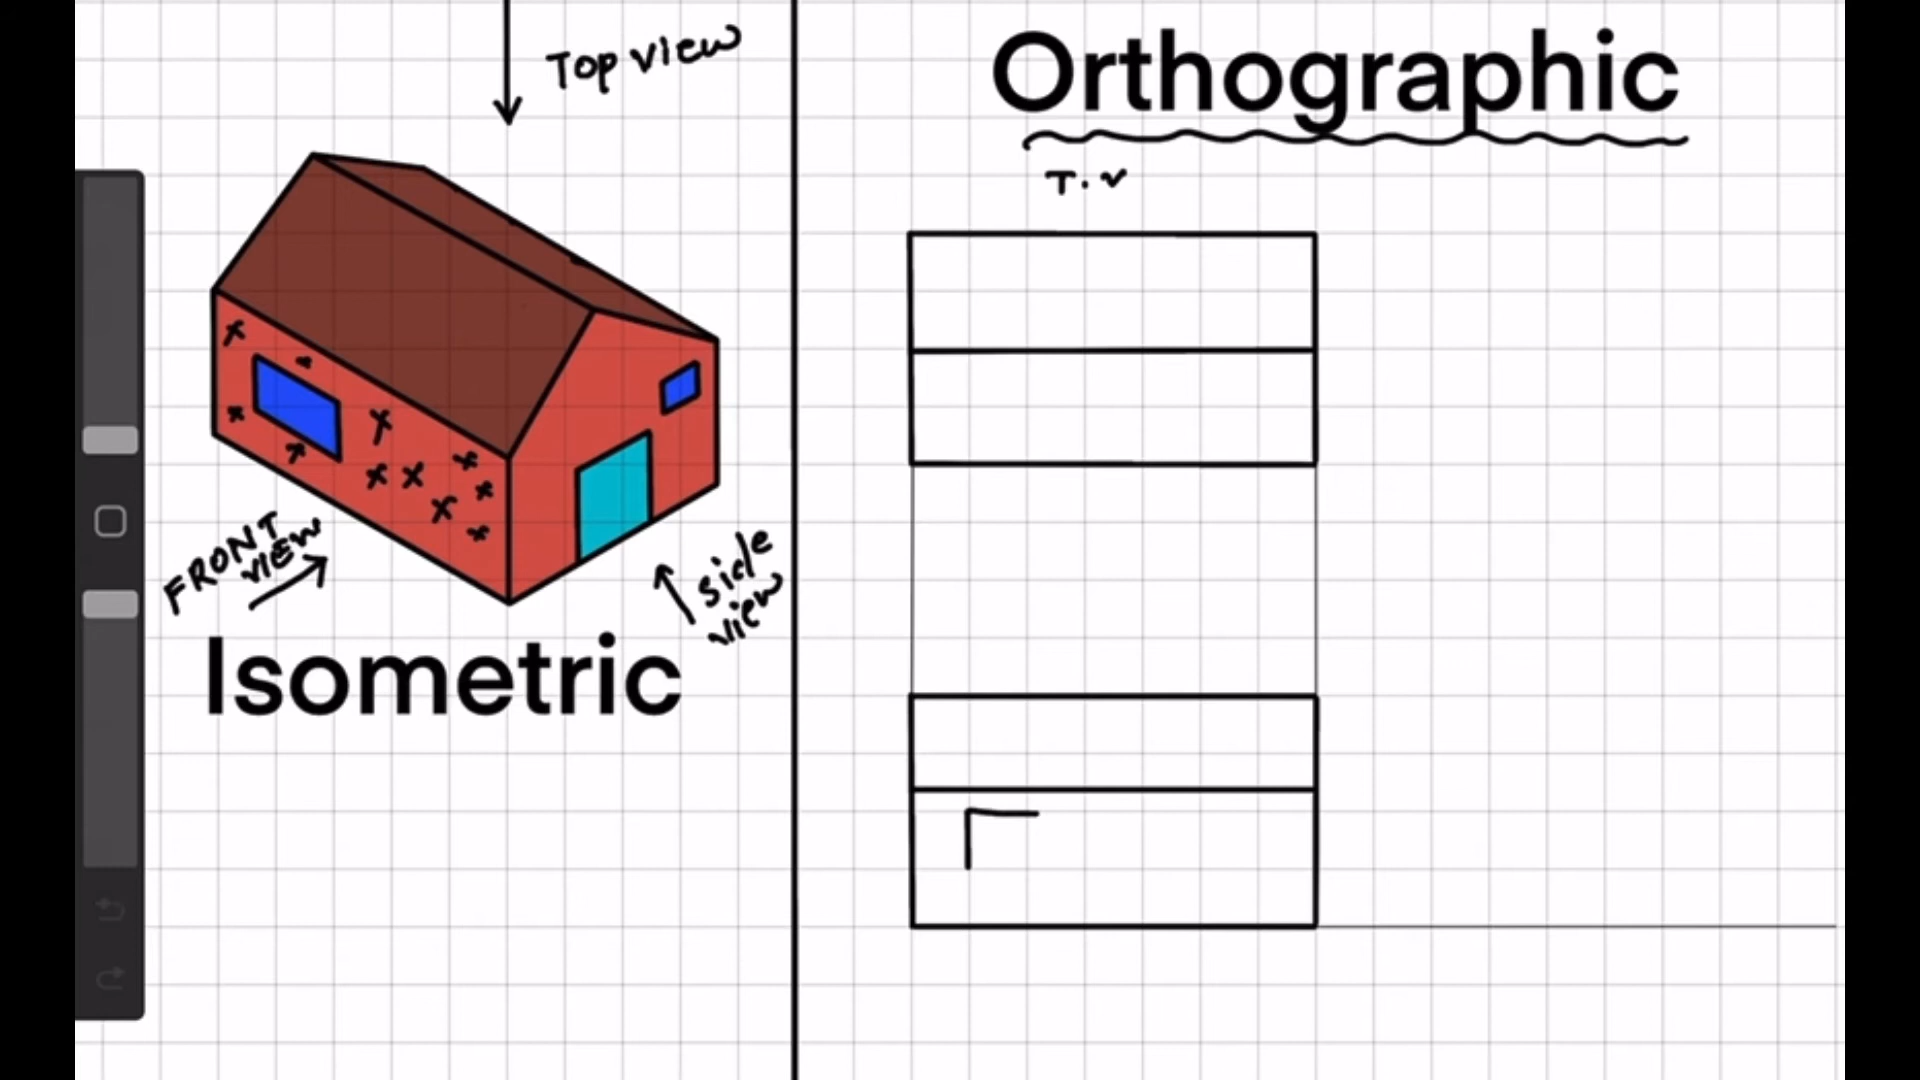 Top view
Orthographic
T.V
FRONT
VIEW
side
view
Isometric